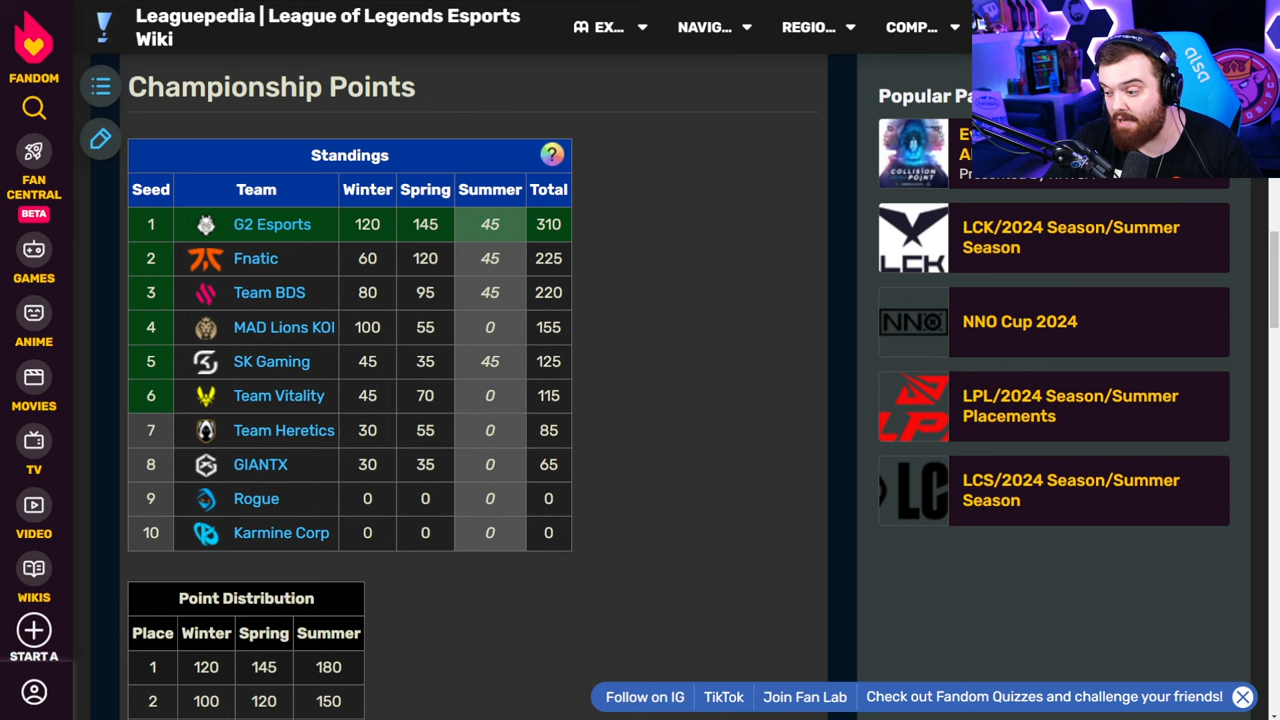 Leaguepedia | League of Legends Esports
Wiki
EX...
NAVIG...
REGIO...
COMP...
FANDOM
FAN
CENTRAL
BETA
GAMES
ANIME
MOVIES
TV
VIDEO
WIKIS
START A
Championship Points
Standings ?
Seed Team Winter Spring Summer Total
1 G2 Esports 120 145 45 310
2 Fnatic 60 120 45 225
3 Team BDS 80 95 45 220
4 MAD Lions KOI 100 55 0 155
5 SK Gaming 45 35 45 125
6 Team Vitality 45 70 0 115
7 Team Heretics 30 55 0 85
8 GIANTX 30 35 0 65
9 Rogue 0 0 0 0
10 Karmine Corp 0 0 0 0
Point Distribution
Place Winter Spring Summer
1 120 145 180
2 100 120 150
Popular Pa
COLLISION
POINT
LCK
LCK/2024 Season/Summer
Season
NNO
NNO Cup 2024
LPL
LPL/2024 Season/Summer
Placements
LC
LCS/2024 Season/Summer
Season
alsa
Follow on IG
TikTok
Join Fan Lab
Check out Fandom Quizzes and challenge your friends!